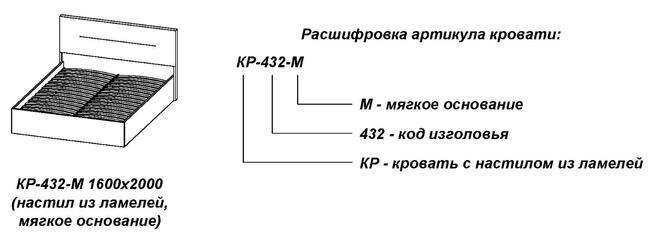 Расшифровка артикула кровати:
КР-432-М
М - мягкое основание
432 - код изголовья
КР - кровать с настилом из ламелей
КР-432-М 1600х2000
(настил из ламелей,
мягкое основание)